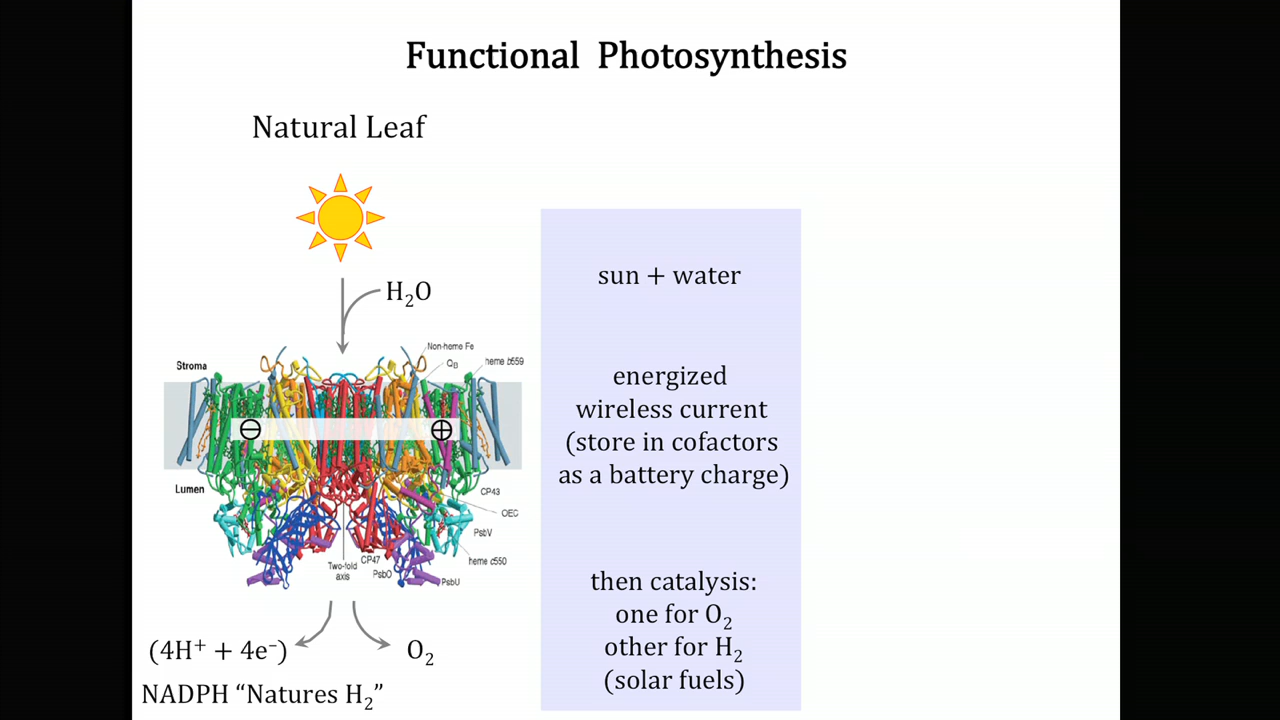 Functional Photosynthesis
Natural Leaf
H₂O
Non-heme Fe
Q_B
heme b559
Stroma
⊖
⊕
Lumen
CP43
OEC
PsbV
heme c550
Two-fold
axis
CP47
PsbO
PsbU
(4H⁺ + 4e⁻)
O₂
NADPH “Natures H₂”
sun + water
energized
wireless current
(store in cofactors
as a battery charge)
then catalysis:
one for O₂
other for H₂
(solar fuels)